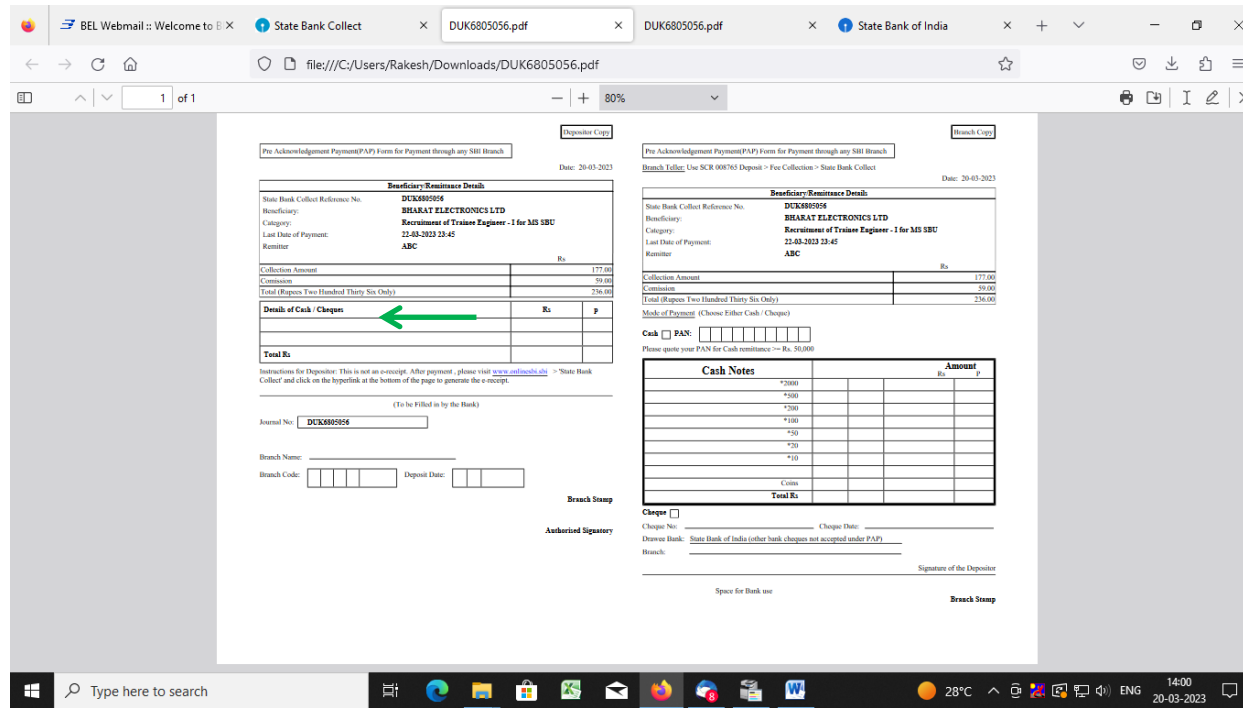 BEL Webmail :: Welcome to B
State Bank Collect
DUK6805056.pdf
DUK6805056.pdf
State Bank of India
file:///C:/Users/Rakesh/Downloads/DUK6805056.pdf
1 of 1
80%
Depositor Copy
Pre Acknowledgement Payment(PAP) Form for Payment through any SBI Branch
Date: 20-03-2023
Beneficiary/Remittance Details
State Bank Collect Reference No. DUK6805056
Beneficiary: BHARAT ELECTRONICS LTD
Category: Recruitment of Trainee Engineer - I for MS SBU
Last Date of Payment: 22-03-2023 23:45
Remitter ABC
Rs
Collection Amount 177.00
Comission 59.00
Total (Rupees Two Hundred Thirty Six Only) 236.00
Details of Cash / Cheques Rs P
Total Rs
Instructions for Depositor: This is not an e-receipt. After payment , please visit www.onlinesbi.sbi > 'State Bank
Collect' and click on the hyperlink at the bottom of the page to generate the e-receipt.
(To be Filled in by the Bank)
Journal No: DUK6805056
Branch Name:
Branch Code: Deposit Date:
Branch Stamp
Authorised Signatory
Branch Copy
Pre Acknowledgement Payment(PAP) Form for Payment through any SBI Branch
Branch Teller: Use SCR 008765 Deposit > Fee Collection > State Bank Collect
Date: 20-03-2023
Beneficiary/Remittance Details
State Bank Collect Reference No. DUK6805056
Beneficiary: BHARAT ELECTRONICS LTD
Category: Recruitment of Trainee Engineer - I for MS SBU
Last Date of Payment: 22-03-2023 23:45
Remitter ABC
Rs
Collection Amount 177.00
Comission 59.00
Total (Rupees Two Hundred Thirty Six Only) 236.00
Mode of Payment (Choose Either Cash / Cheque)
Cash PAN:
Please quote your PAN for Cash remittance >= Rs. 50,000
Cash Notes Amount
Rs P
*2000
*500
*200
*100
*50
*20
*10
Coins
Total Rs
Cheque
Cheque No: Cheque Date:
Drawee Bank: State Bank of India (other bank cheques not accepted under PAP)
Branch:
Signature of the Depositor
Space for Bank use
Branch Stamp
Type here to search
28°C
ENG
14:00
20-03-2023